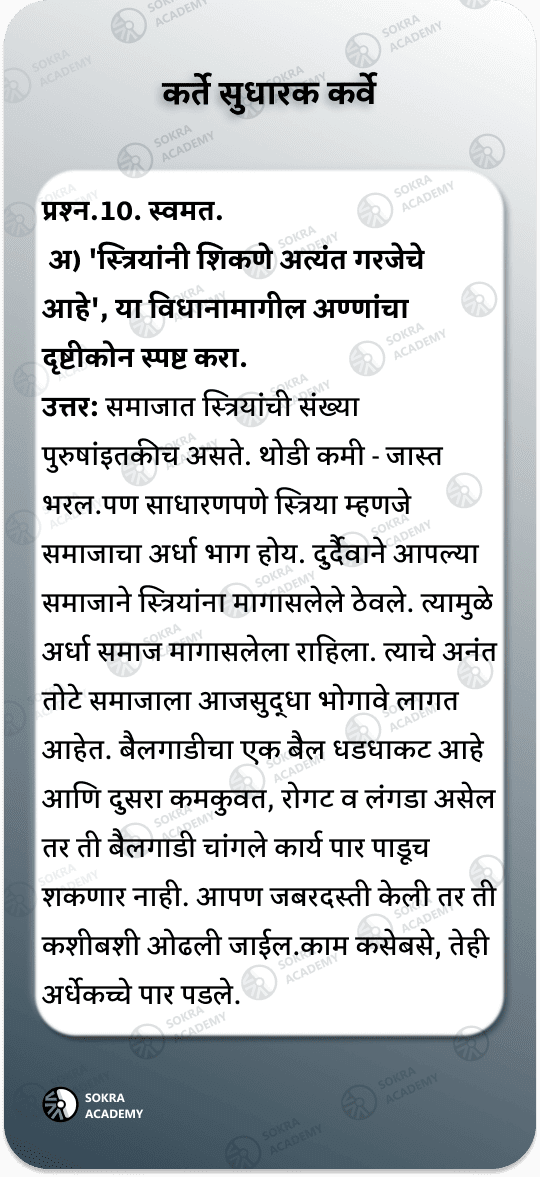 कर्ते सुधारक कर्वे
प्रश्न.10. स्वमत.
अ) 'स्त्रियांनी शिकणे अत्यंत गरजेचे
आहे', या विधानामागील अण्णांचा
दृष्टीकोन स्पष्ट करा.
उत्तर: समाजात स्त्रियांची संख्या
पुरुषांइतकीच असते. थोडी कमी - जास्त
भरल.पण साधारणपणे स्त्रिया म्हणजे
समाजाचा अर्धा भाग होय. दुर्दैवाने आपल्या
समाजाने स्त्रियांना मागासलेले ठेवले. त्यामुळे
अर्धा समाज मागासलेला राहिला. त्याचे अनंत
तोटे समाजाला आजसुद्धा भोगावे लागत
आहेत. बैलगाडीचा एक बैल धडधाकट आहे
आणि दुसरा कमकुवत, रोगट व लंगडा असेल
तर ती बैलगाडी चांगले कार्य पार पाडूच
शकणार नाही. आपण जबरदस्ती केली तर ती
कशीबशी ओढली जाईल.काम कसेबसे, तेही
अर्धेकच्चे पार पडले.
SOKRA
ACADEMY